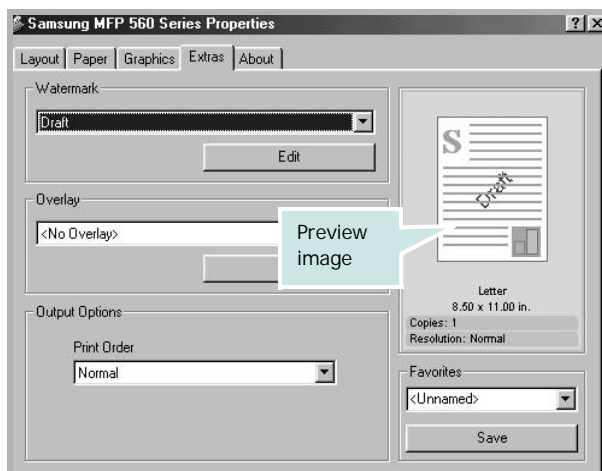 Samsung MFP 560 Series Properties
Layout Paper Graphics Extras About
Watermark
Draft
Edit
Overlay
<No Overlay>
Preview
image
Output Options
Print Order
Normal
S
Draft
Letter
8.50 x 11.00 in.
Copies: 1
Resolution: Normal
Favorites
<Unnamed>
Save